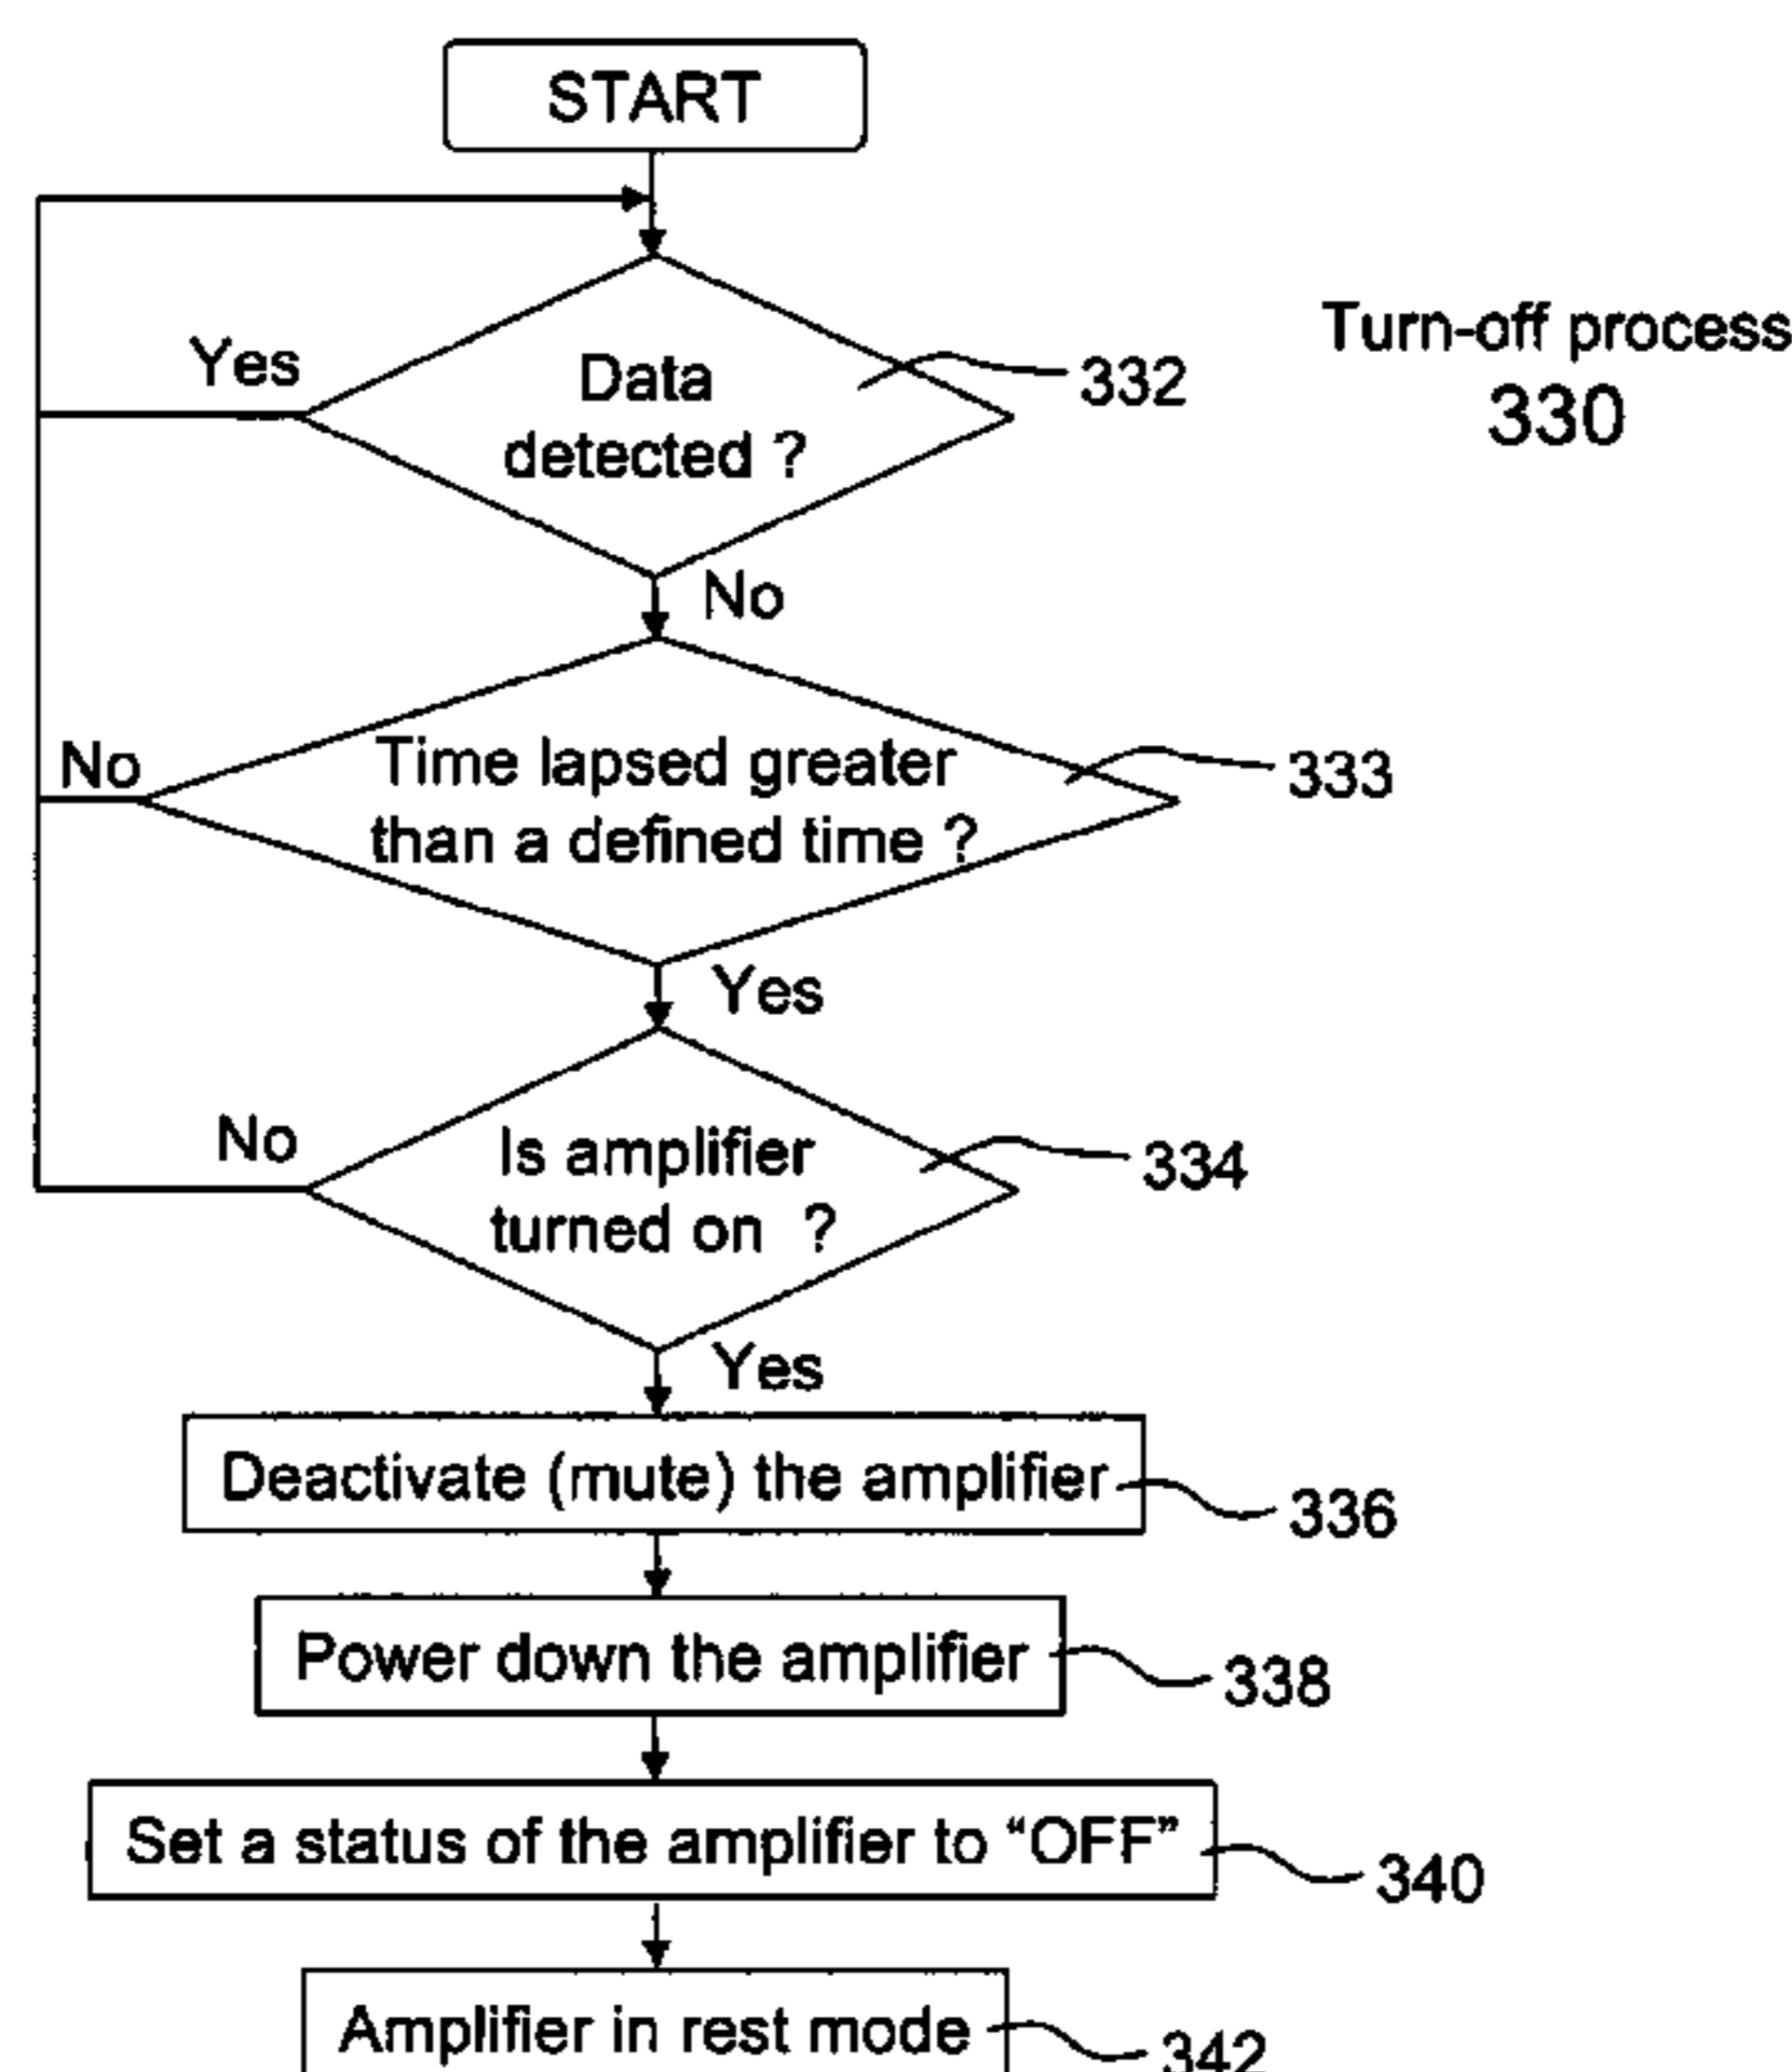 START
Turn-off process
330
Yes
Data
detected ?
332
No
No
Time lapsed greater
than a defined time ?
333
Yes
No
Is amplifier
turned on ?
334
Yes
Deactivate (mute) the amplifier
336
Power down the amplifier
338
Set a status of the amplifier to “OFF”
340
Amplifier in rest mode
342